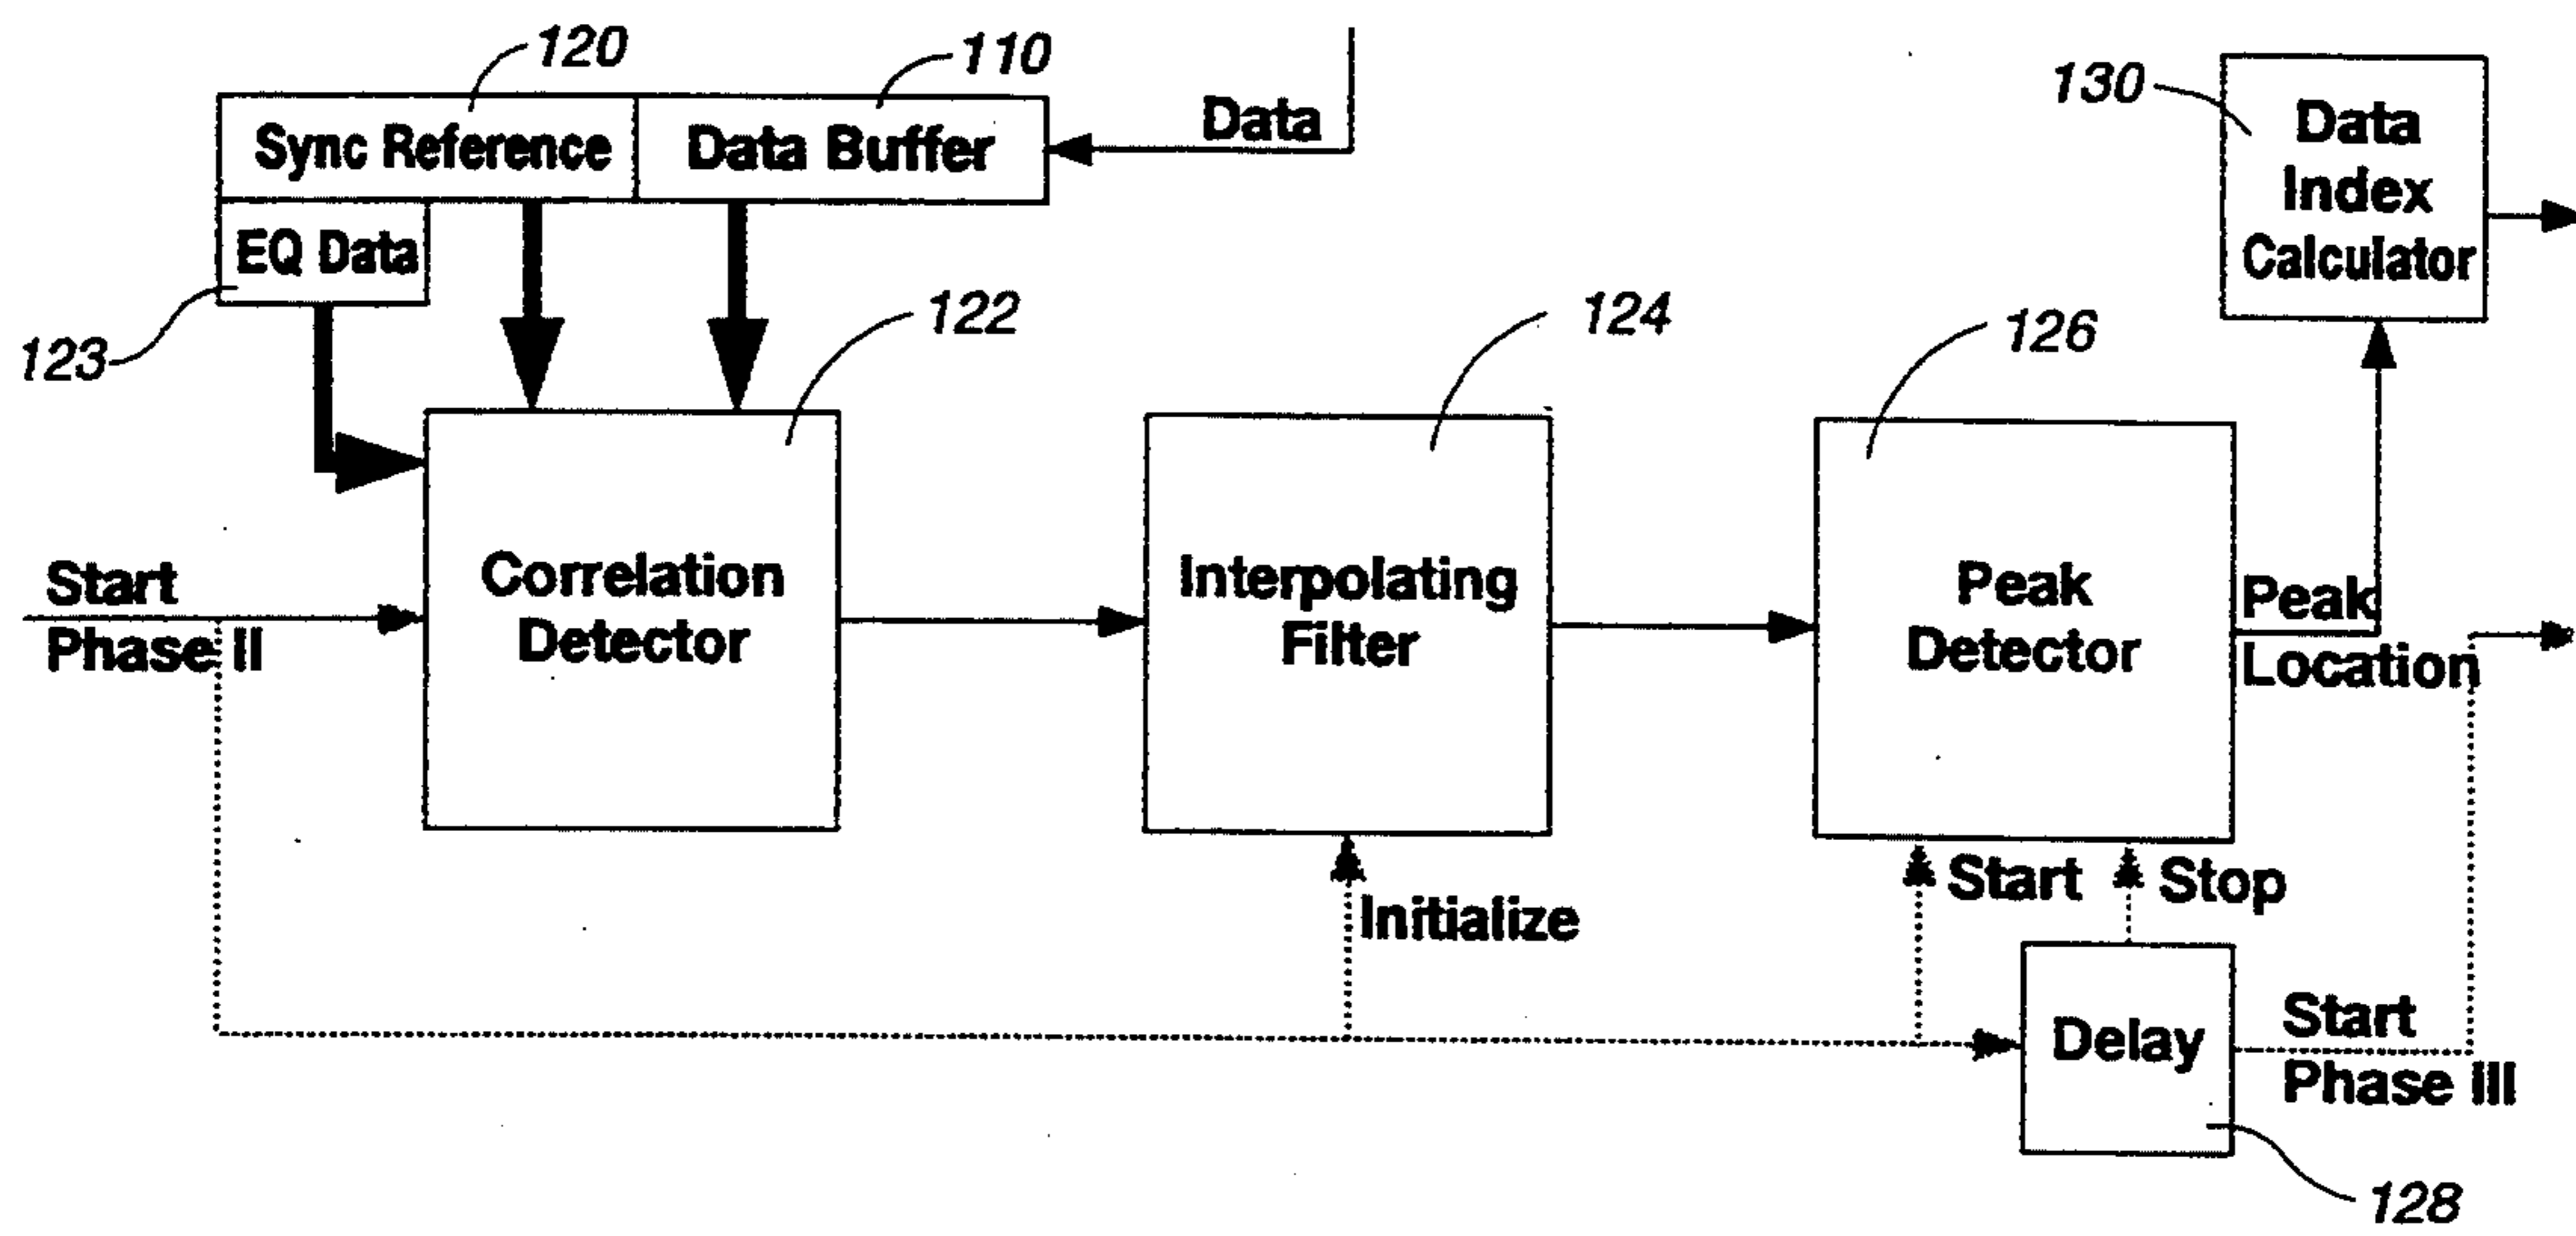 120
110
130
Sync Reference
Data Buffer
Data
Data
Index
Calculator
EQ Data
123
122
124
126
Start
Phase II
Correlation
Detector
Interpolating
Filter
Peak
Detector
Peak
Location
Initialize
Start
Stop
Delay
Start
Phase III
128